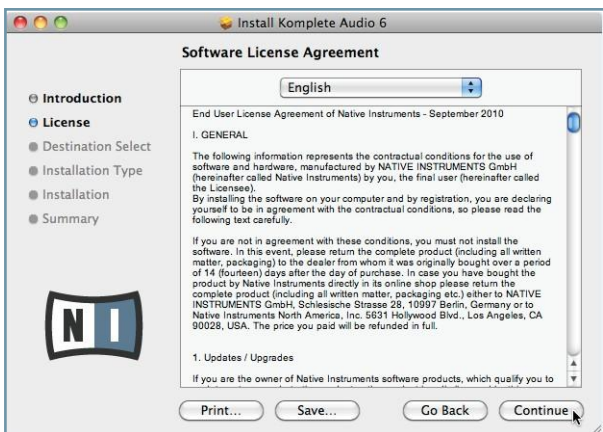 Install Komplete Audio 6
Software License Agreement
English
Introduction
License
Destination Select
Installation Type
Installation
Summary
End User License Agreement of Native Instruments - September 2010
I. GENERAL
The following information represents the contractual conditions for the use of
software and hardware, manufactured by NATIVE INSTRUMENTS GmbH
(hereinafter called Native Instruments) by you, the final user (hereinafter called
the Licensee).
By installing the software on your computer and by registration, you are declaring
yourself to be in agreement with the contractual conditions, so please read the
following text carefully.
If you are not in agreement with these conditions, you must not install the
software. In this event, please return the complete product (including all written
matter, packaging) to the dealer from whom it was originally bought over a period
of 14 (fourteen) days after the day of purchase. In case you have bought the
product by Native Instruments directly in its online shop please return the
complete product (including all written matter, packaging etc.) either to NATIVE
INSTRUMENTS GmbH, Schlesische Strasse 28, 10997 Berlin, Germany or to
Native Instruments North America, Inc. 5631 Hollywood Blvd., Los Angeles, CA
90028, USA. The price you paid will be refunded in full.
1. Updates / Upgrades
If you are the owner of Native Instruments software products, which qualify you to
NI
Print...
Save...
Go Back
Continue